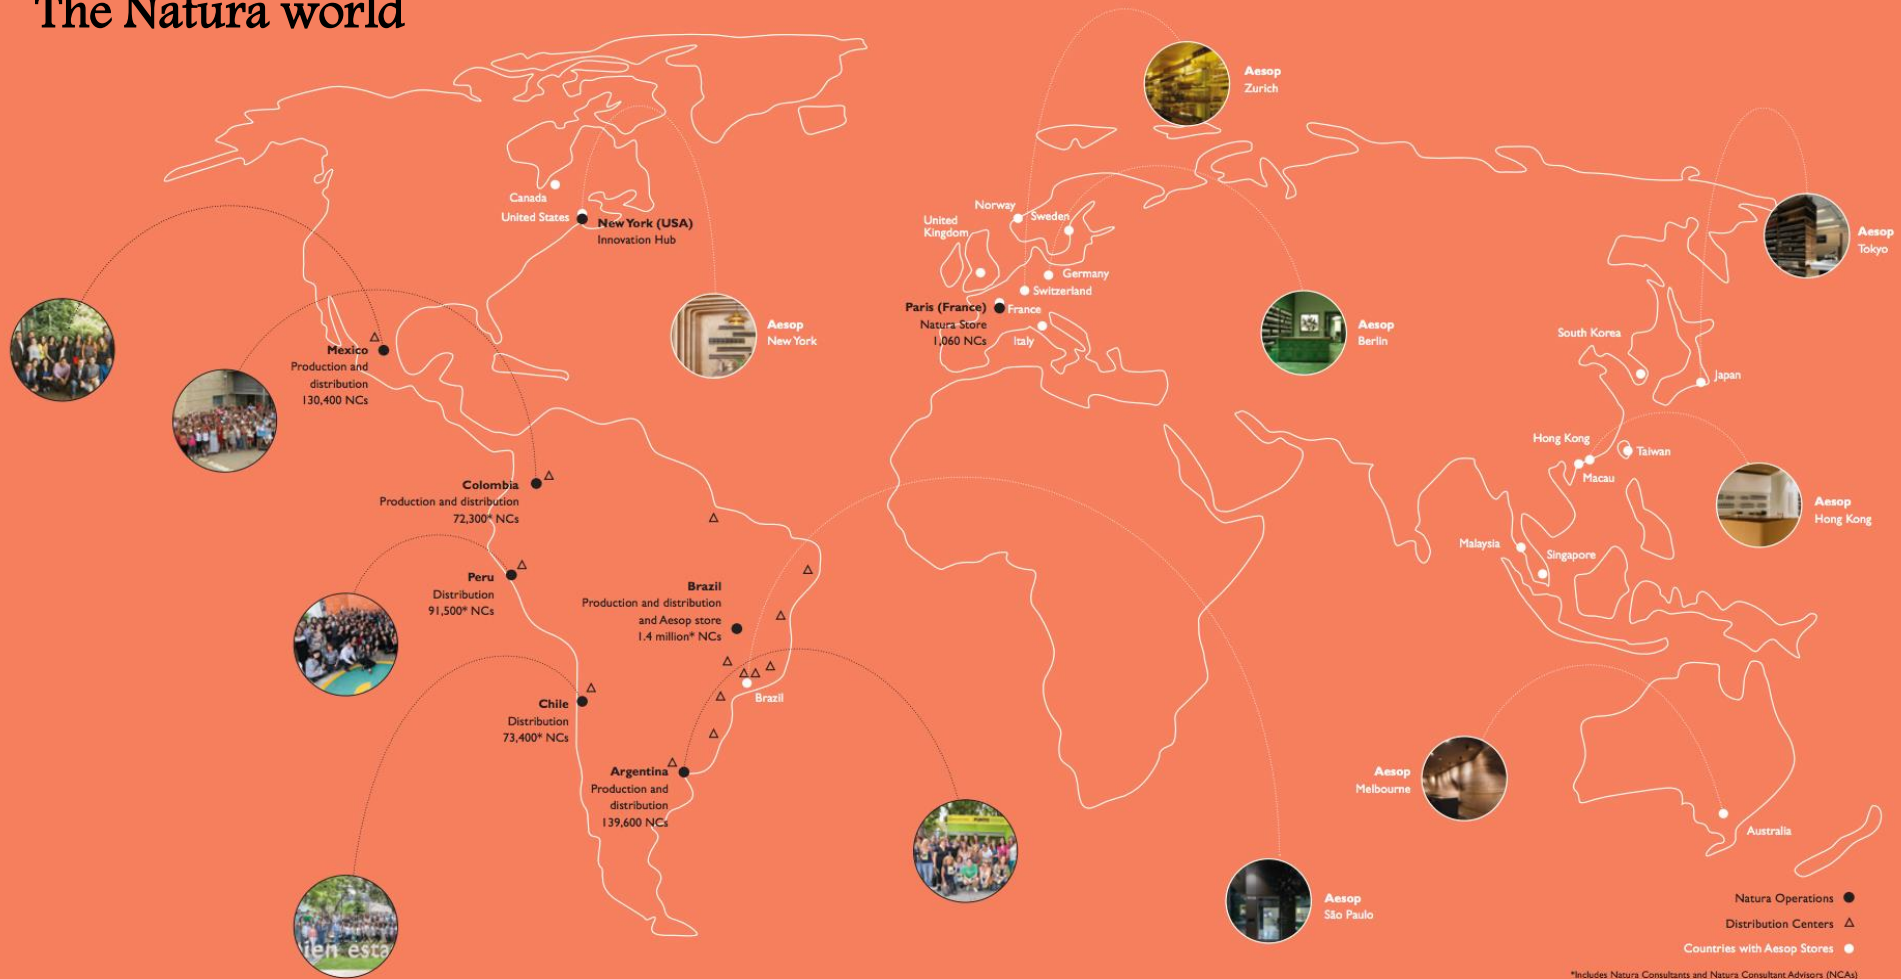 The Natura world
Aesop
Zurich
Canada
United States
New York (USA)
Innovation Hub
Norway
Sweden
United
Kingdom
Germany
Switzerland
Paris (France)
France
Natura Store
1,060 NCs
Italy
Aesop
New York
Aesop
Berlin
Aesop
Tokyo
South Korea
Japan
Hong Kong
Taiwan
Macau
Aesop
Hong Kong
Malaysia
Singapore
Mexico
Production and
distribution
130,400 NCs
Colombia
Production and distribution
72,300* NCs
Peru
Distribution
91,500* NCs
Brazil
Production and distribution
and Aesop store
1.4 million* NCs
Brazil
Chile
Distribution
73,400* NCs
Argentina
Production and
distribution
139,600 NCs
Aesop
Melbourne
Australia
Aesop
São Paulo
ien esta
Natura Operations
Distribution Centers
Countries with Aesop Stores
*Includes Natura Consultants and Natura Consultant Advisors (NCAs)